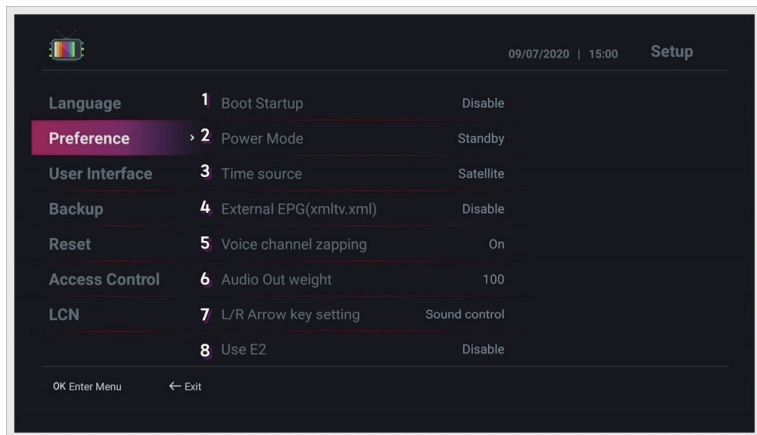 09/07/2020 | 15:00 Setup
Language 1 Boot Startup Disable
Preference › 2 Power Mode Standby
User Interface 3 Time source Satellite
Backup 4 External EPG(xmltv.xml) Disable
Reset 5 Voice channel zapping On
Access Control 6 Audio Out weight 100
LCN 7 L/R Arrow key setting Sound control
8 Use E2 Disable
OK Enter Menu ← Exit